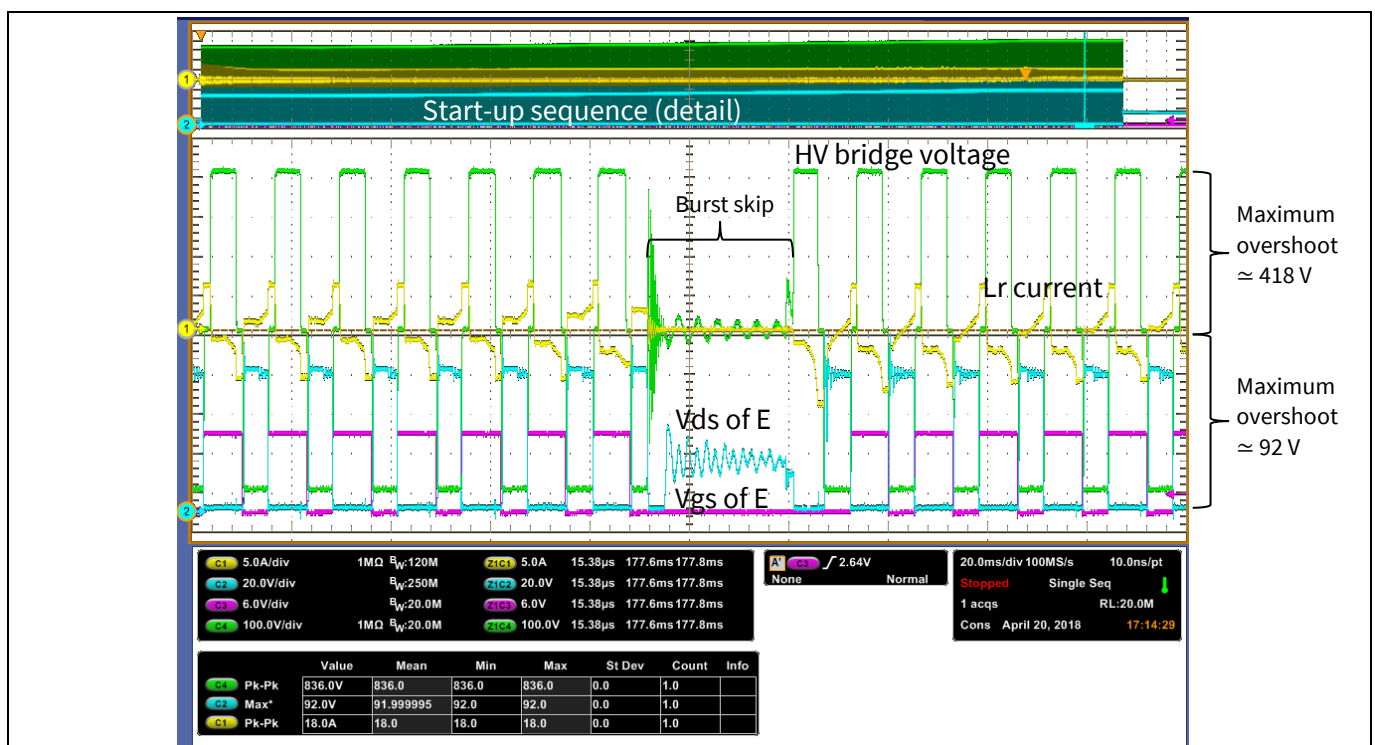 1
Start-up sequence (detail)
2
HV bridge voltage
Burst skip
Maximum
overshoot
≃ 418 V
Lr current
1
Maximum
overshoot
≃ 92 V
Vds of E
Vgs of E
2
C1 5.0A/div 1MΩ BW:120M Z1C1 5.0A 15.38µs 177.6ms 177.8ms
C2 20.0V/div BW:250M Z1C2 20.0V 15.38µs 177.6ms 177.8ms
C3 6.0V/div BW:20.0M Z1C3 6.0V 15.38µs 177.6ms 177.8ms
C4 100.0V/div 1MΩ BW:20.0M Z1C4 100.0V 15.38µs 177.6ms 177.8ms
A' C3 2.64V
None Normal
20.0ms/div 100MS/s 10.0ns/pt
Stopped Single Seq
1 acqs RL:20.0M
Cons April 20, 2018 17:14:29
Value Mean Min Max St Dev Count Info
C4 Pk-Pk 836.0V 836.0 836.0 836.0 0.0 1.0
C2 Max* 92.0V 91.999995 92.0 92.0 0.0 1.0
C1 Pk-Pk 18.0A 18.0 18.0 18.0 0.0 1.0